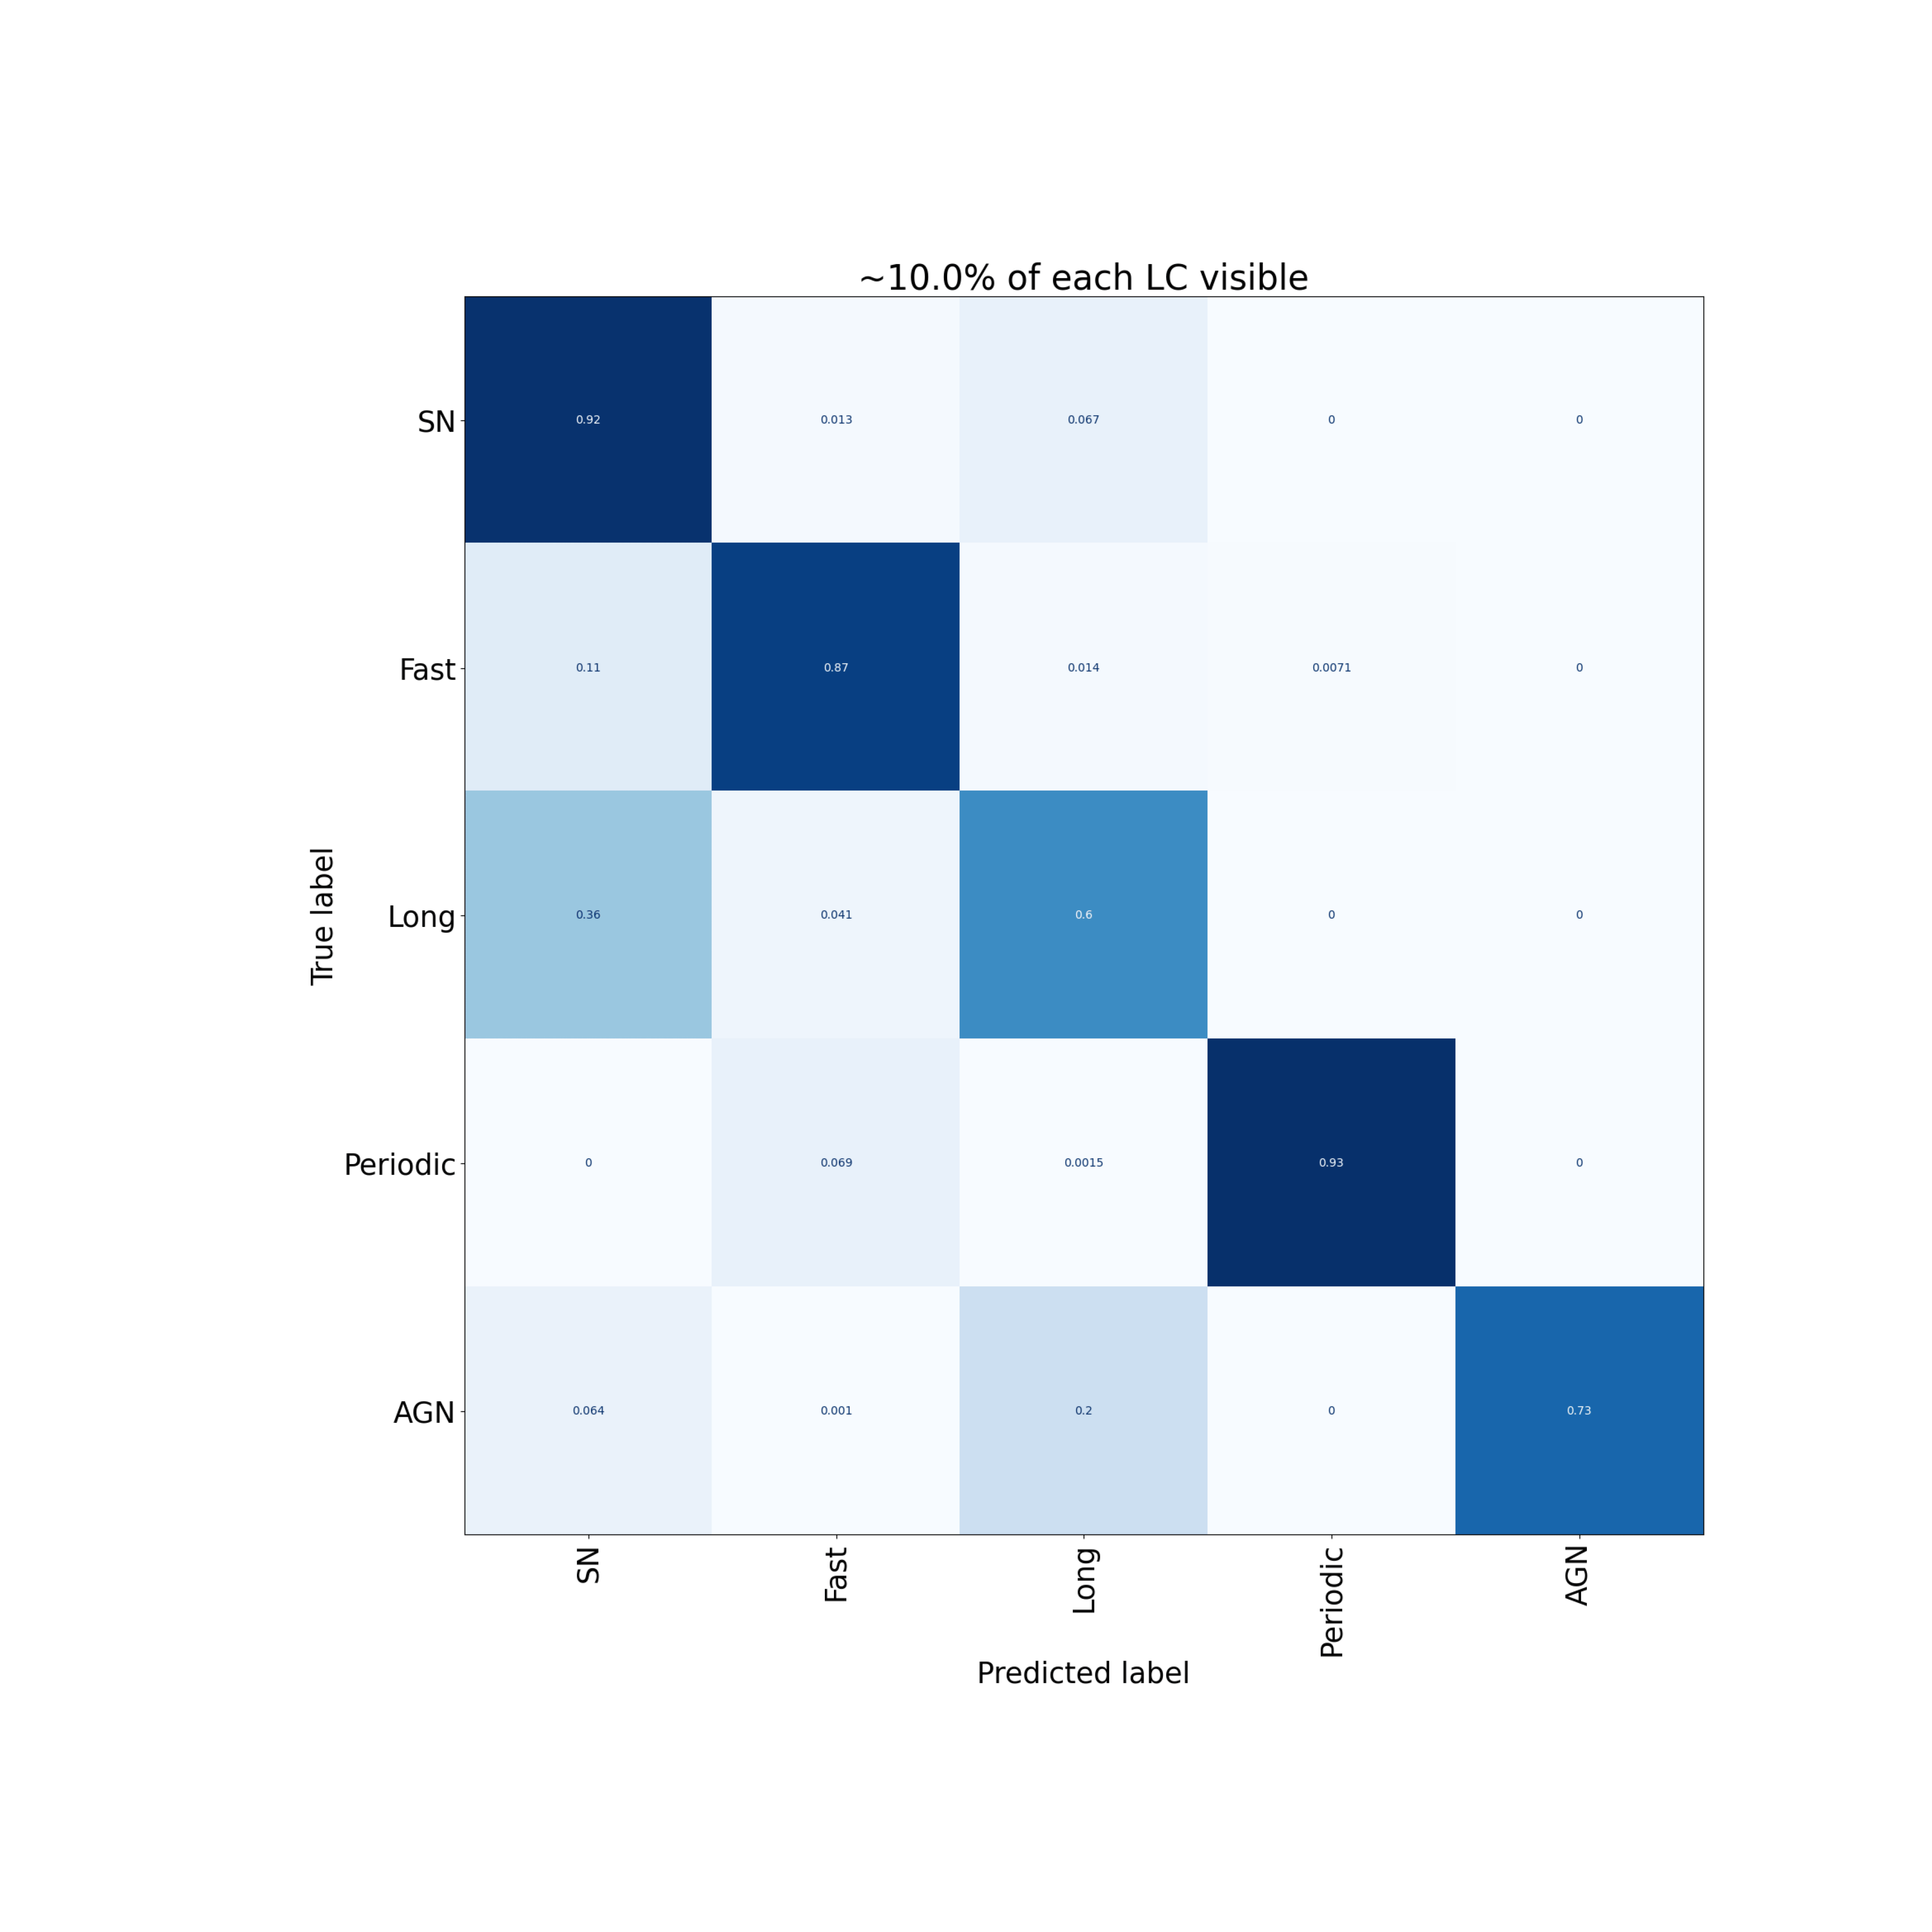 ~10.0% of each LC visible
SN 0.92 0.013 0.067 0 0
Fast 0.11 0.87 0.014 0.0071 0
Long 0.36 0.041 0.6 0 0
Periodic 0 0.069 0.0015 0.93 0
AGN 0.064 0.001 0.2 0 0.73
True label
SN Fast Long Periodic AGN
Predicted label